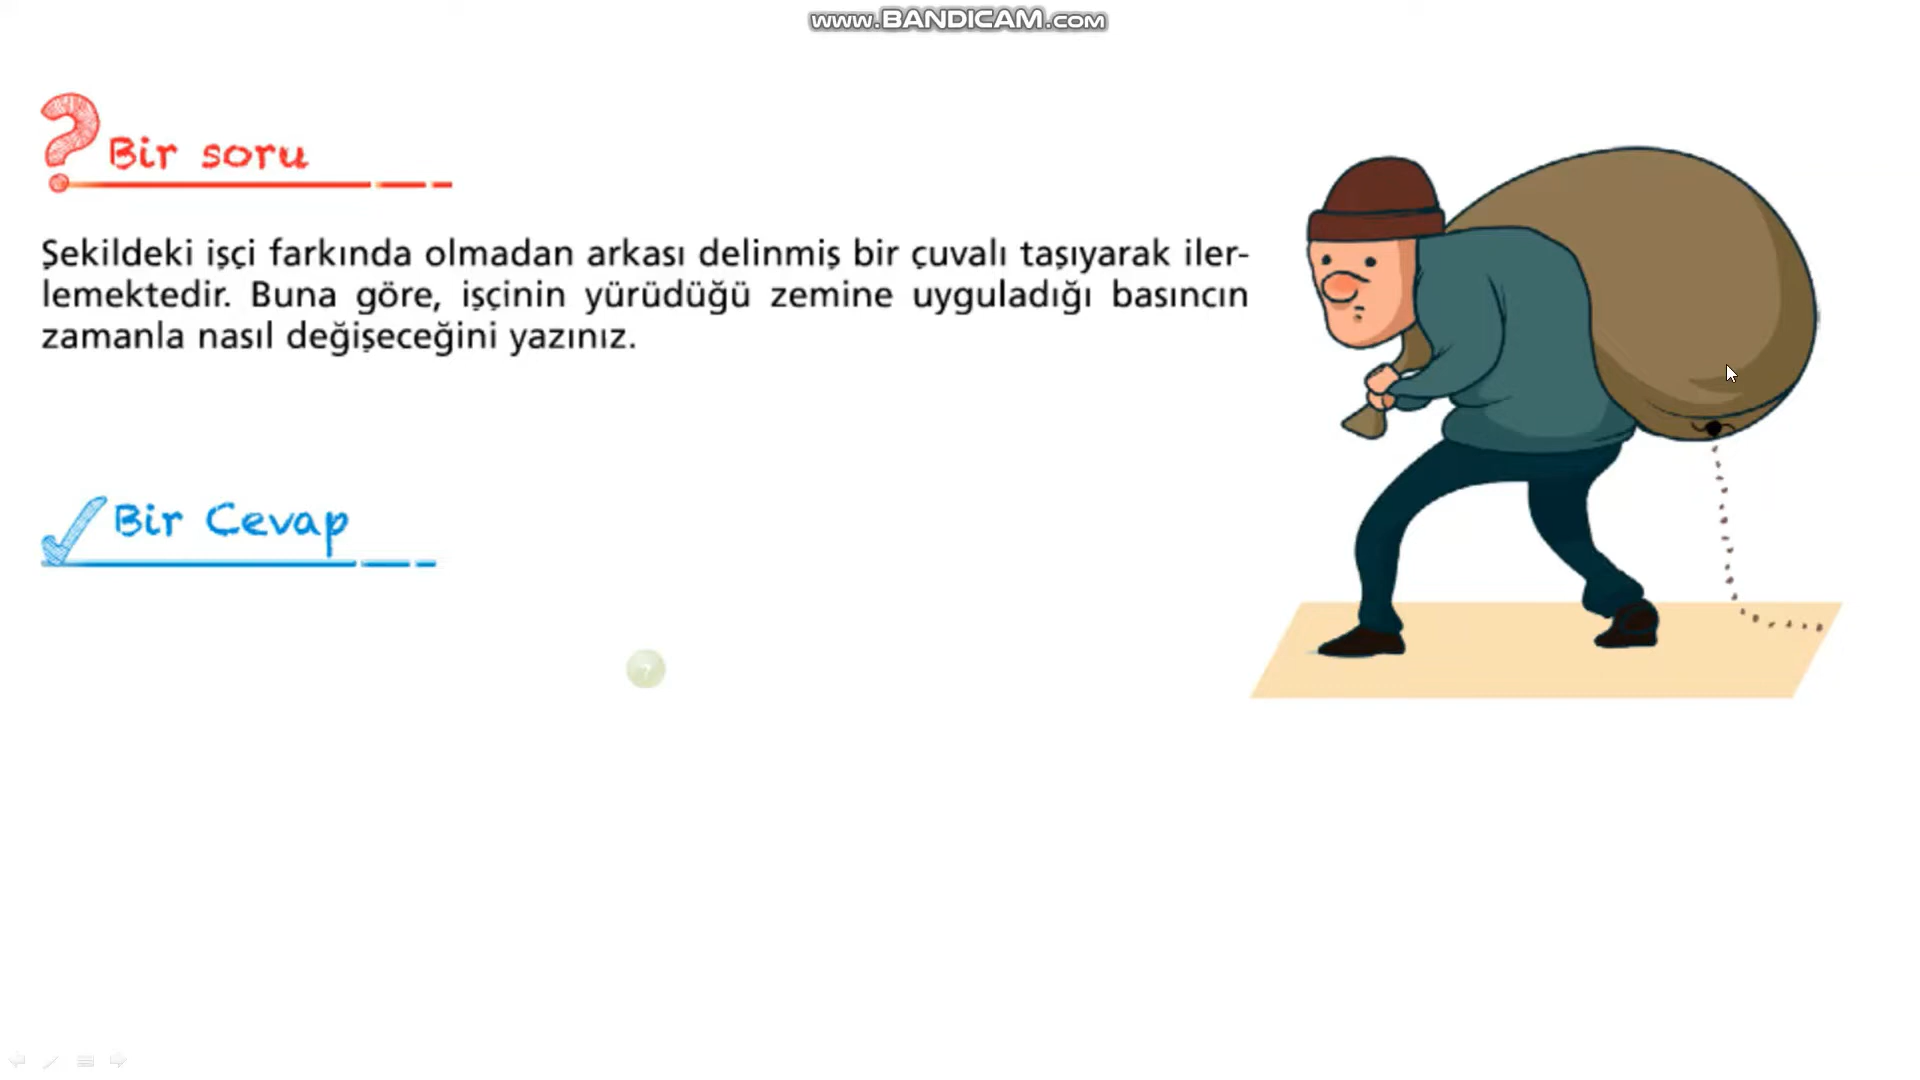 www.BANDICAM.com
Bir soru
Şekildeki işçi farkında olmadan arkası delinmiş bir çuvalı taşıyarak iler-
lemektedir. Buna göre, işçinin yürüdüğü zemine uyguladığı basıncın
zamanla nasıl değişeceğini yazınız.
Bir Cevap